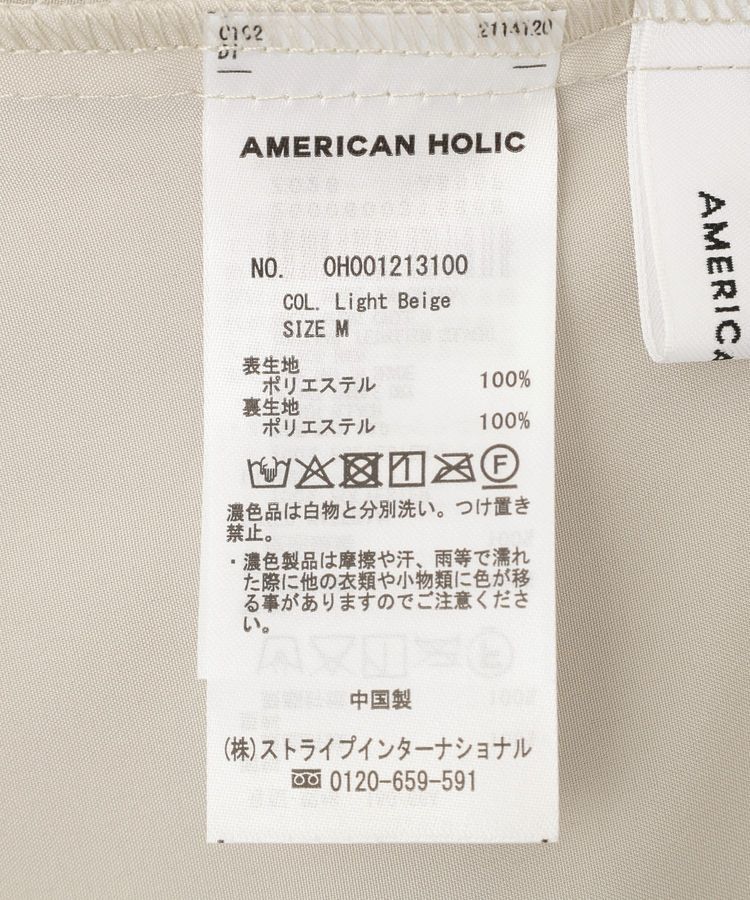 0102
D1
2114120
AMERICAN HOLIC
NO. OH001213100
COL. Light Beige
SIZE M
表生地
ポリエステル 100%
裏生地
ポリエステル 100%
F
濃色品は白物と分別洗い。つけ置き
禁止。
・濃色製品は摩擦や汗、雨等で濡れ
た際に他の衣類や小物類に色が移
る事がありますのでご注意くださ
い。
中国製
(株)ストライプインターナショナル
0120-659-591
AMERICA